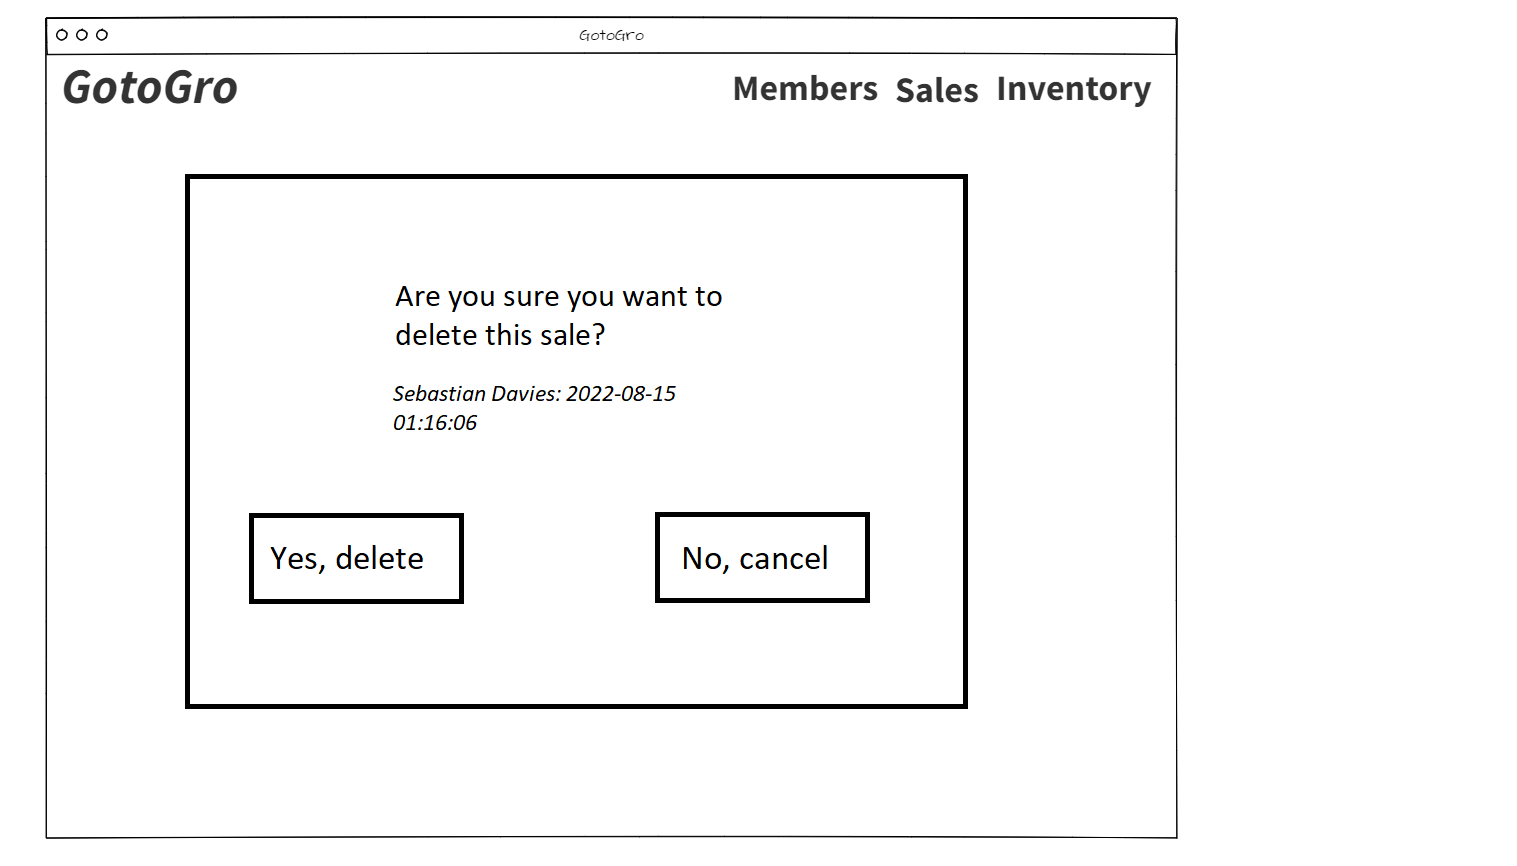 GotoGro
GotoGro
Members Sales Inventory
Are you sure you want to
delete this sale?
Sebastian Davies: 2022-08-15
01:16:06
Yes, delete
No, cancel